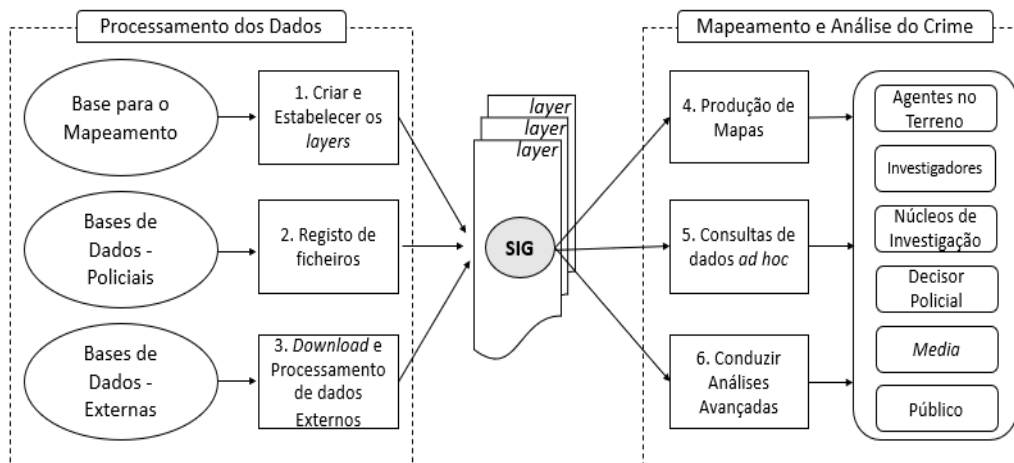 Processamento dos Dados
Base para o
Mapeamento
1. Criar e
Estabelecer os
layers
Bases de
Dados -
Policiais
2. Registo de
ficheiros
Bases de
Dados -
Externas
3. Download e
Processamento
de dados
Externos
layer
layer
layer
SIG
Mapeamento e Análise do Crime
4. Produção de
Mapas
5. Consultas de
dados ad hoc
6. Conduzir
Análises
Avançadas
Agentes no
Terreno
Investigadores
Núcleos de
Investigação
Decisor
Policial
Media
Público